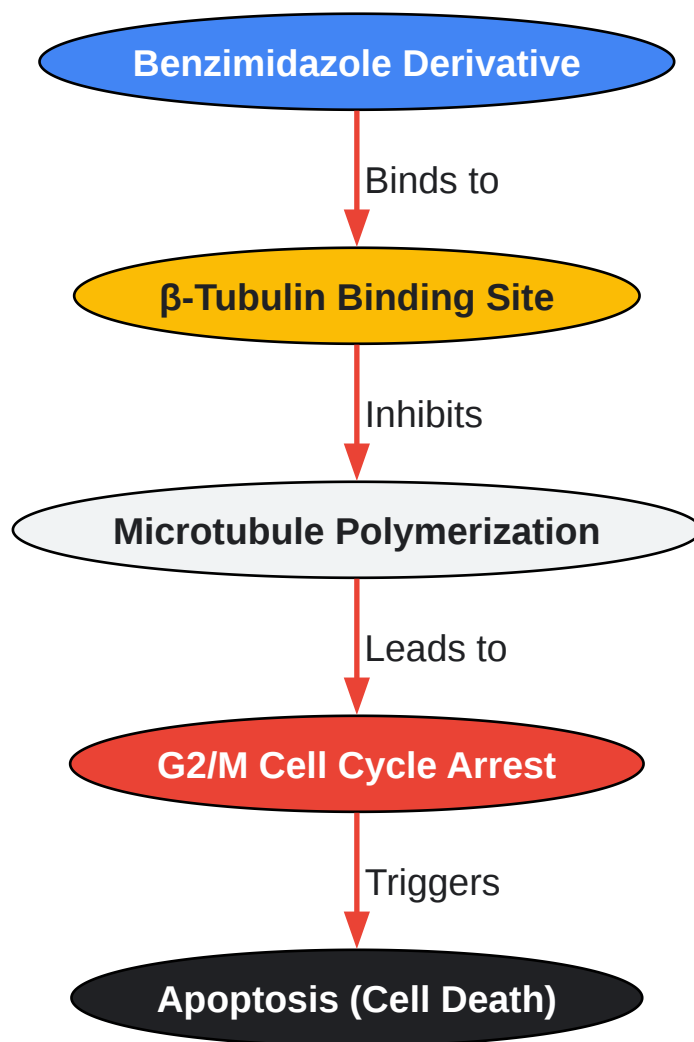 Benzimidazole Derivative
Binds to
β-Tubulin Binding Site
Inhibits
Microtubule Polymerization
Leads to
G2/M Cell Cycle Arrest
Triggers
Apoptosis (Cell Death)